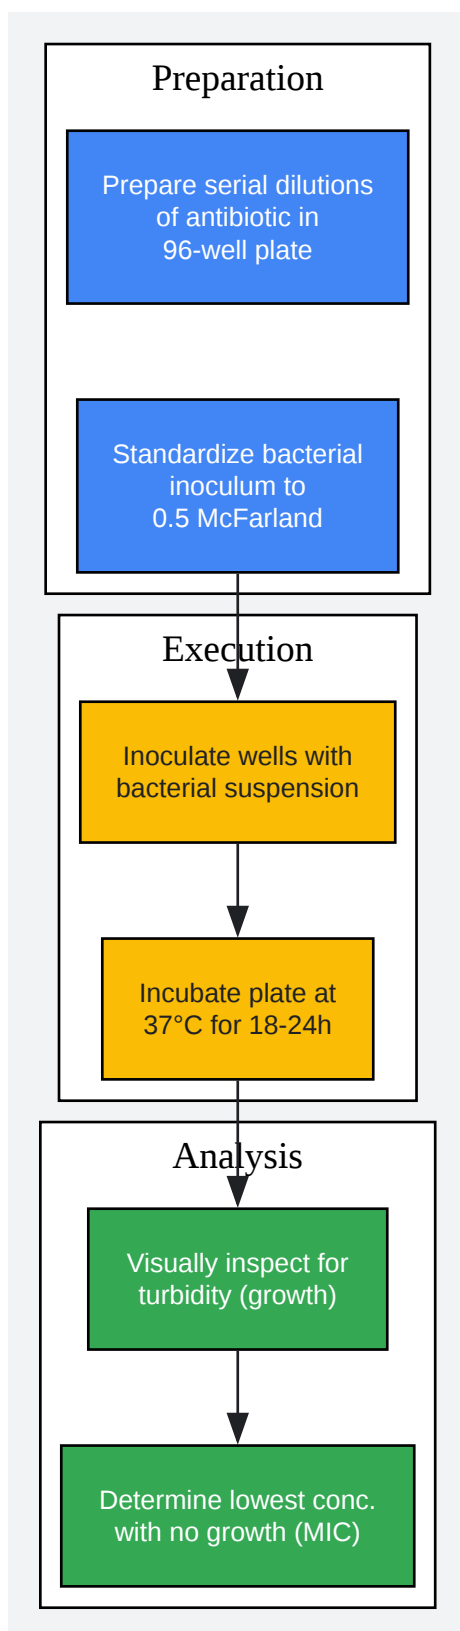 Preparation
Prepare serial dilutions
of antibiotic in
96-well plate
Standardize bacterial
inoculum to
0.5 McFarland
Execution
Inoculate wells with
bacterial suspension
Incubate plate at
37°C for 18-24h
Analysis
Visually inspect for
turbidity (growth)
Determine lowest conc.
with no growth (MIC)